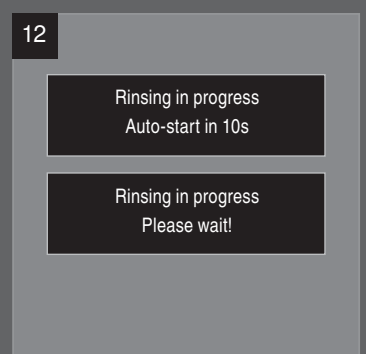 12
Rinsing in progress
Auto-start in 10s
Rinsing in progress
Please wait!